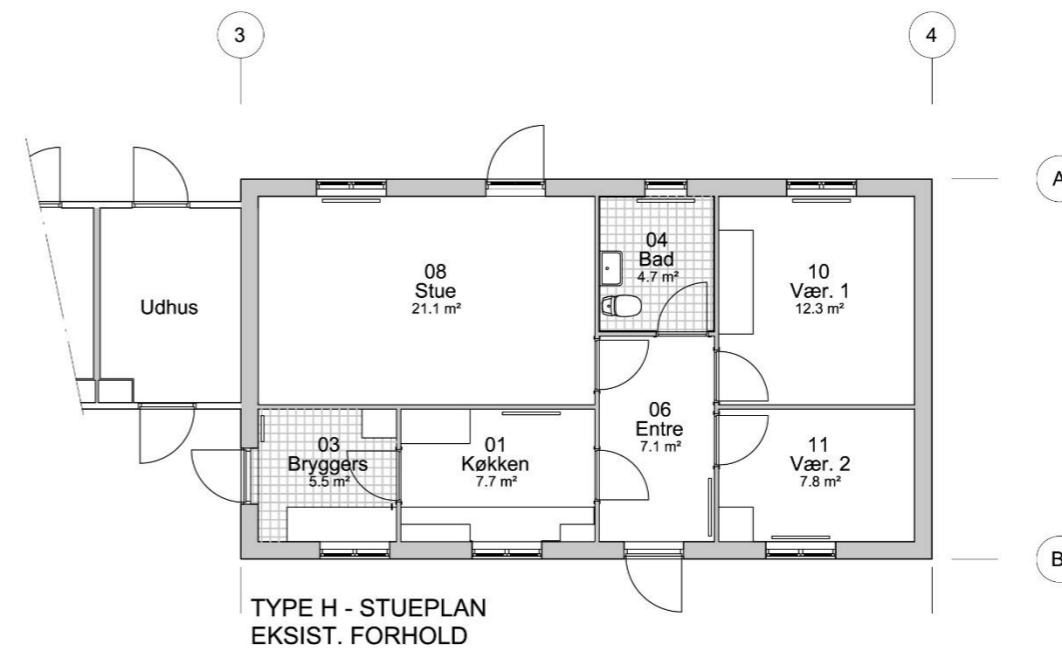 3
4
A
04
Bad
4.7 m²
08
Stue
21.1 m²
10
Vær. 1
12.3 m²
Udhus
06
Entre
7.1 m²
03
Bryggers
5.5 m²
01
Køkken
7.7 m²
11
Vær. 2
7.8 m²
B
TYPE H - STUEPLAN
EKSIST. FORHOLD